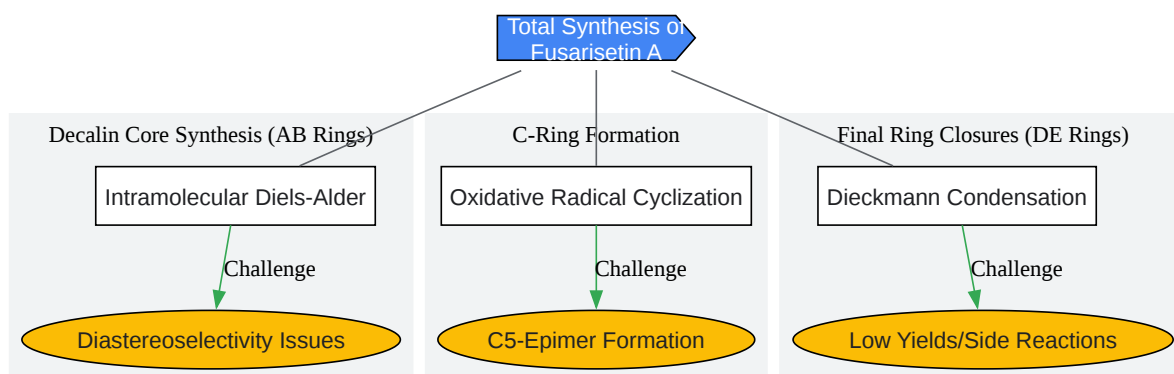 Total Synthesis of
Fusarisetin A
Decalin Core Synthesis (AB Rings)
C-Ring Formation
Final Ring Closures (DE Rings)
Intramolecular Diels-Alder
Oxidative Radical Cyclization
Dieckmann Condensation
Challenge
Challenge
Challenge
Diastereoselectivity Issues
C5-Epimer Formation
Low Yields/Side Reactions